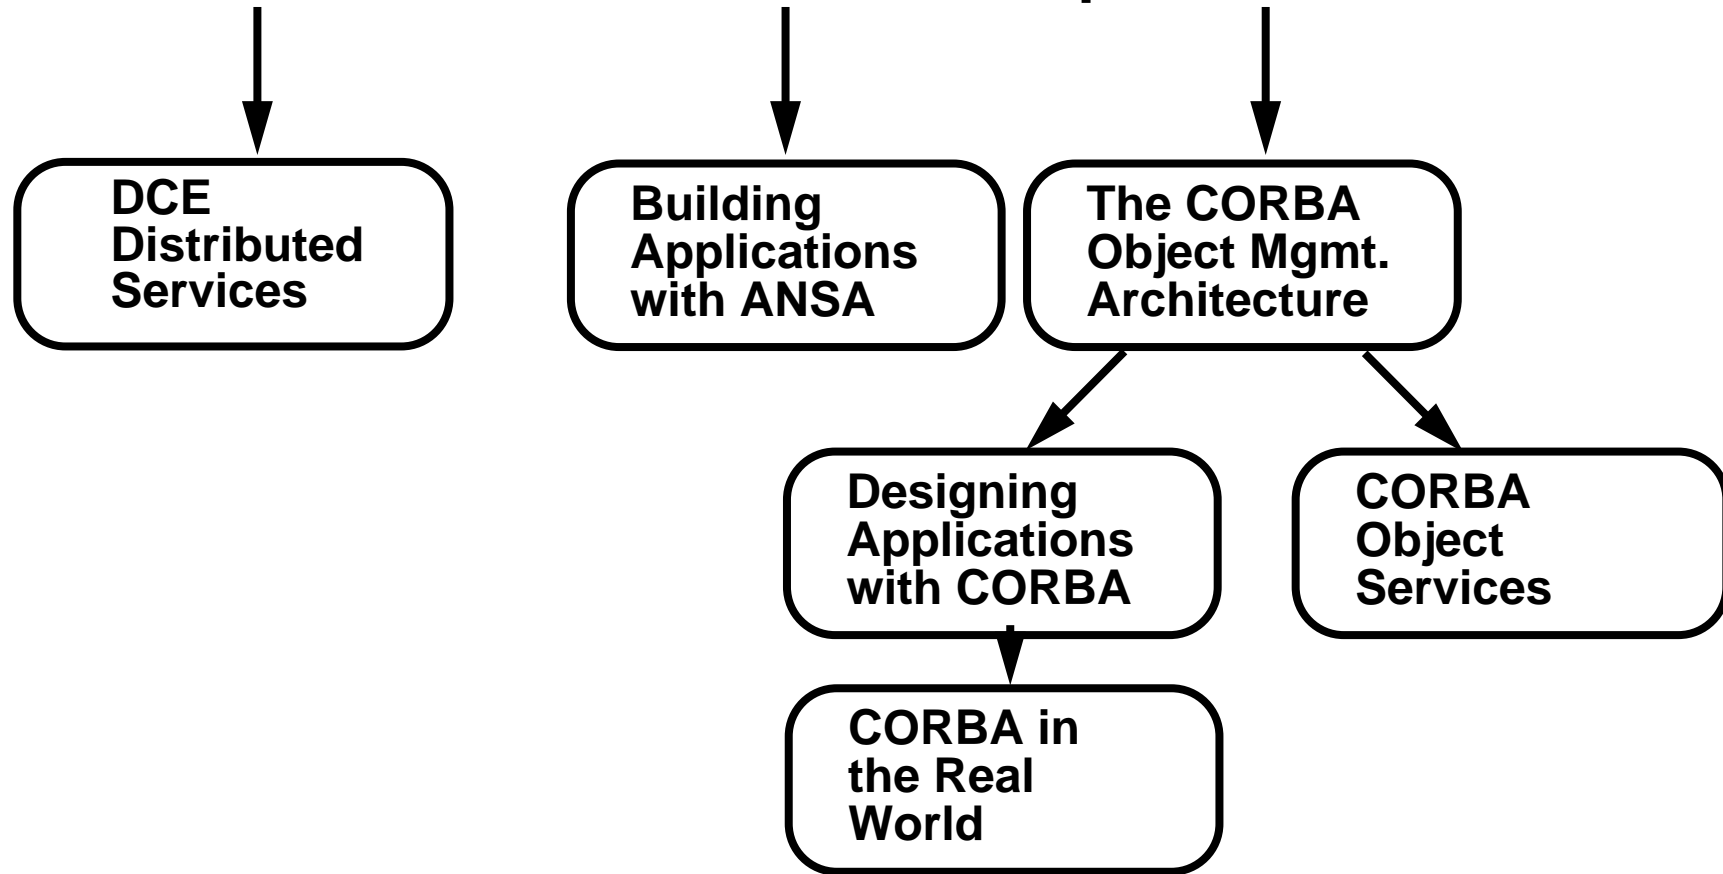 DCE
Distributed
Services
Building
Applications
with ANSA
The CORBA
Object Mgmt.
Architecture
Designing
Applications
with CORBA
CORBA
Object
Services
CORBA in
the Real
World